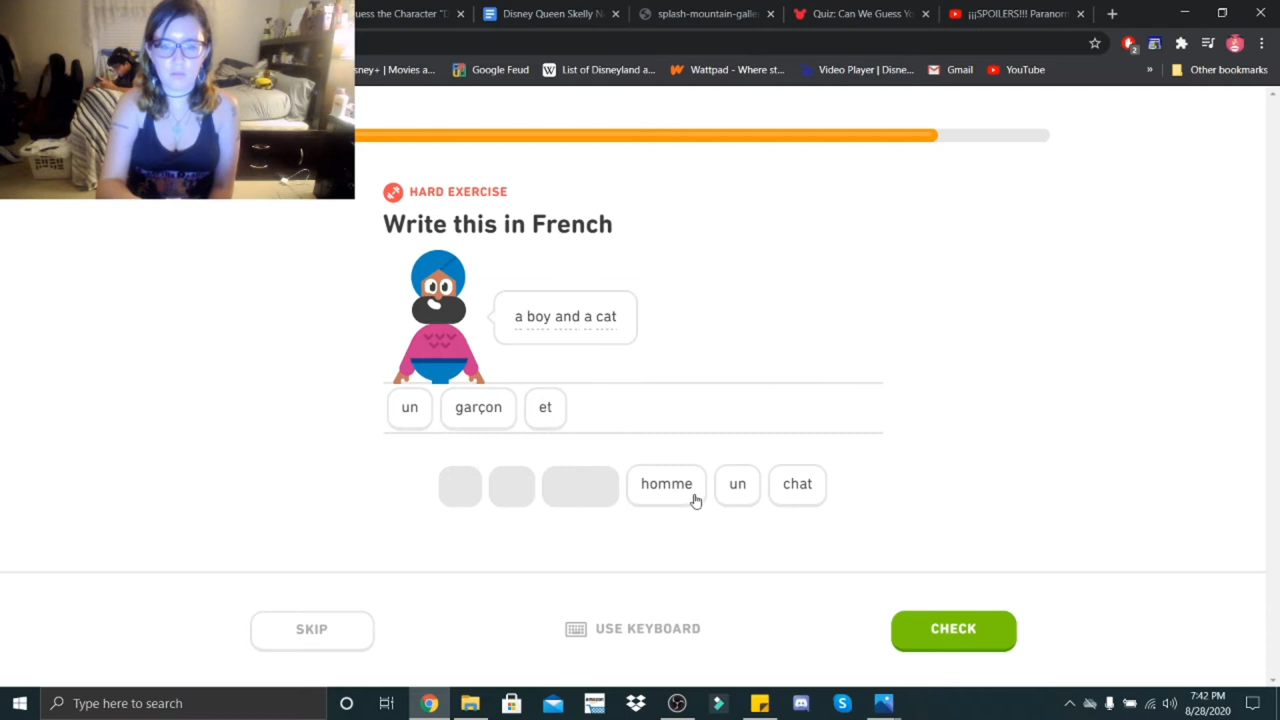 uess the Character "D
Disney Queen Skelly N
splash-mountain-galle
Quiz: Can We Guess Yo
¡¡¡SPOILERS!!! Para
2
sney+ | Movies a...
Google Feud
List of Disneyland a...
Wattpad - Where st...
Video Player | Disne...
Gmail
YouTube
»
Other bookmarks
HARD EXERCISE
Write this in French
a boy and a cat
un garçon et
homme un chat
SKIP
USE KEYBOARD
CHECK
Type here to search
7:42 PM
8/28/2020